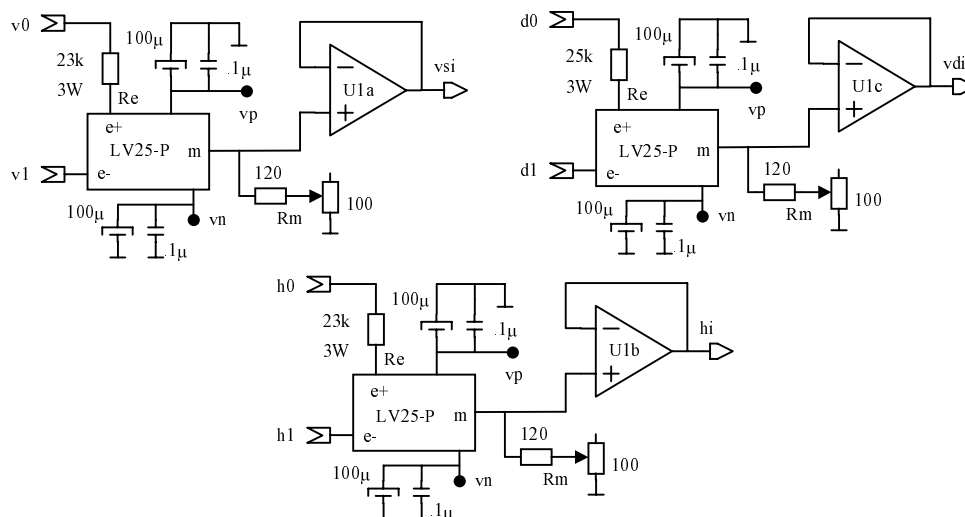 v0
23k
3W
Re
100µ
.1µ
vp
e+
LV25-P
m
e-
v1
U1a
vsi
120
Rm
100
100µ
.1µ
vn
d0
25k
3W
Re
100µ
.1µ
vp
e+
LV25-P
m
e-
d1
U1c
vdi
120
Rm
100
100µ
.1µ
vn
h0
23k
3W
Re
100µ
.1µ
vp
e+
LV25-P
m
e-
h1
U1b
hi
120
Rm
100
100µ
.1µ
vn